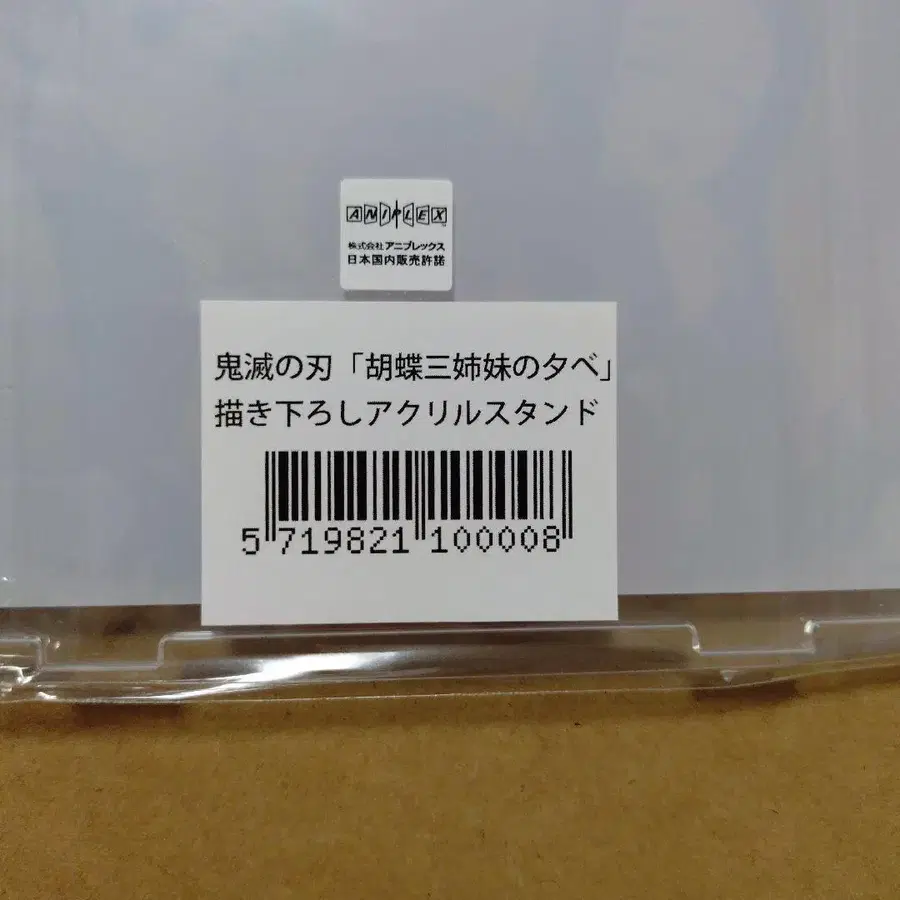 ANIPLEX
株式会社アニプレックス
日本国内販売許諾
鬼滅の刃「胡蝶三姉妹の夕べ」
描き下ろしアクリルスタンド
5 719821 100008